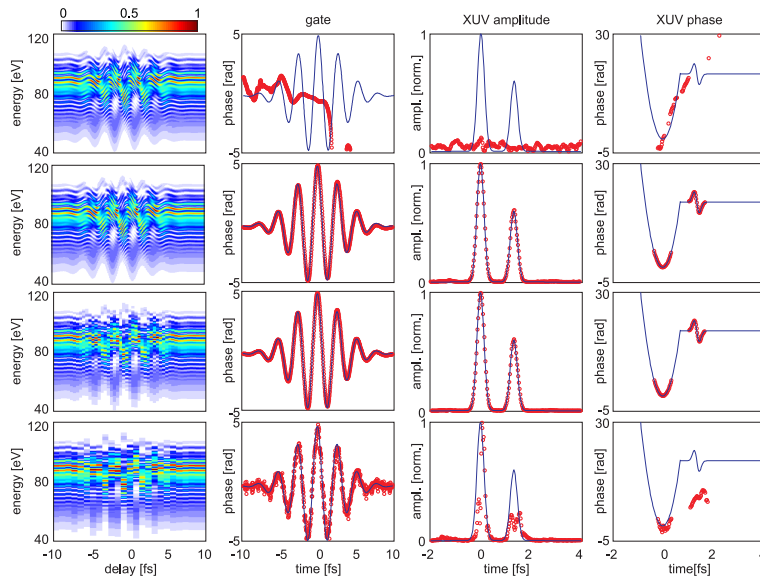 0 0.5 1
gate XUV amplitude XUV phase
energy [eV] 120 80 40
phase [rad] 5 -5
ampl. [norm.] 1 0
phase [rad] 30 -5
energy [eV] 120 80 40
phase [rad] 5 -5
ampl. [norm.] 1 0
phase [rad] 30 -5
energy [eV] 120 80 40
phase [rad] 5 5
ampl. [norm.] 1 0
phase [rad] 30 -5
energy [eV] 120 80 40
phase [rad] 5 -5
ampl. [norm.] 1 0
phase [rad] 30 -5
-10 -5 0 5 10
-10 -5 0 5 10
-2 0 2 4
-2 0 2 4
delay [fs] time [fs] time [fs] time[fs]